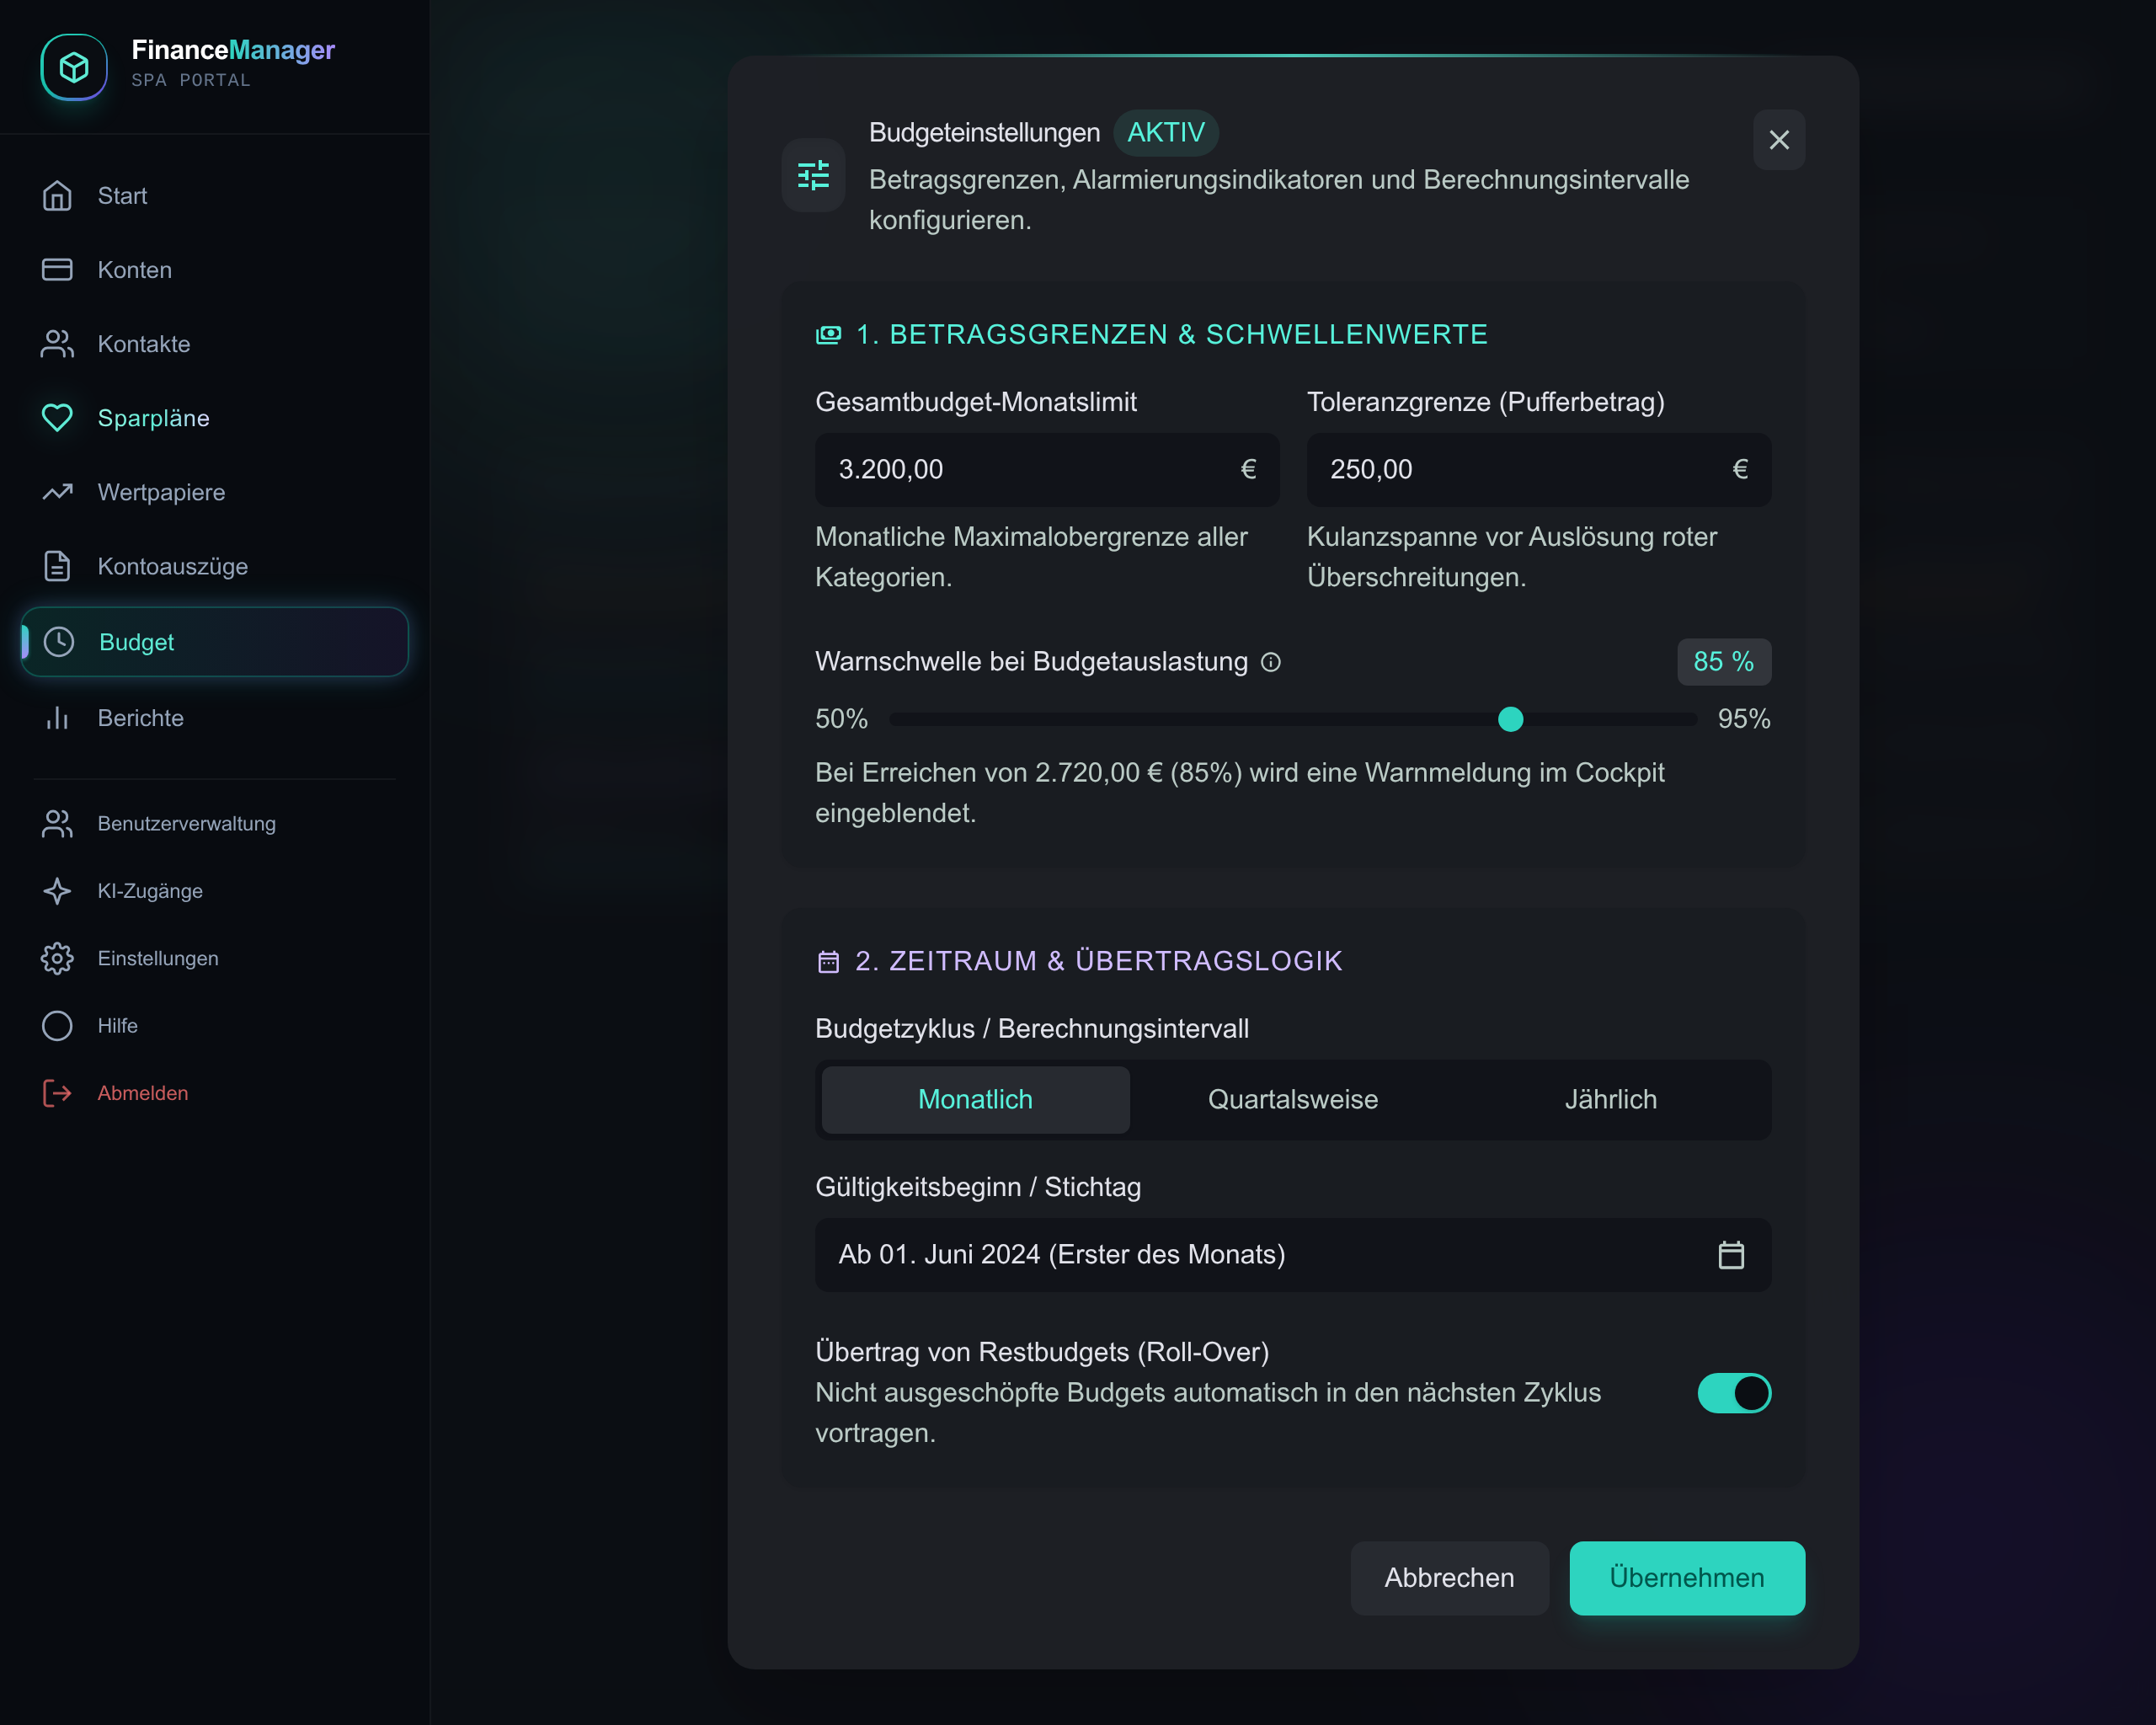 FinanceManager
SPA PORTAL
Start
Konten
Kontakte
Sparpläne
Wertpapiere
Kontoauszüge
Budget
Berichte
Benutzerverwaltung
KI-Zugänge
Einstellungen
Hilfe
Abmelden
Budgeteinstellungen AKTIV
Betragsgrenzen, Alarmierungsindikatoren und Berechnungsintervalle
konfigurieren.
1. BETRAGSGRENZEN & SCHWELLENWERTE
Gesamtbudget-Monatslimit
3.200,00 €
Monatliche Maximalobergrenze aller
Kategorien.
Toleranzgrenze (Pufferbetrag)
250,00 €
Kulanzspanne vor Auslösung roter
Überschreitungen.
Warnschwelle bei Budgetauslastung 85 %
50% 95%
Bei Erreichen von 2.720,00 € (85%) wird eine Warnmeldung im Cockpit
eingeblendet.
2. ZEITRAUM & ÜBERTRAGSLOGIK
Budgetzyklus / Berechnungsintervall
Monatlich Quartalsweise Jährlich
Gültigkeitsbeginn / Stichtag
Ab 01. Juni 2024 (Erster des Monats)
Übertrag von Restbudgets (Roll-Over)
Nicht ausgeschöpfte Budgets automatisch in den nächsten Zyklus
vortragen.
Abbrechen Übernehmen